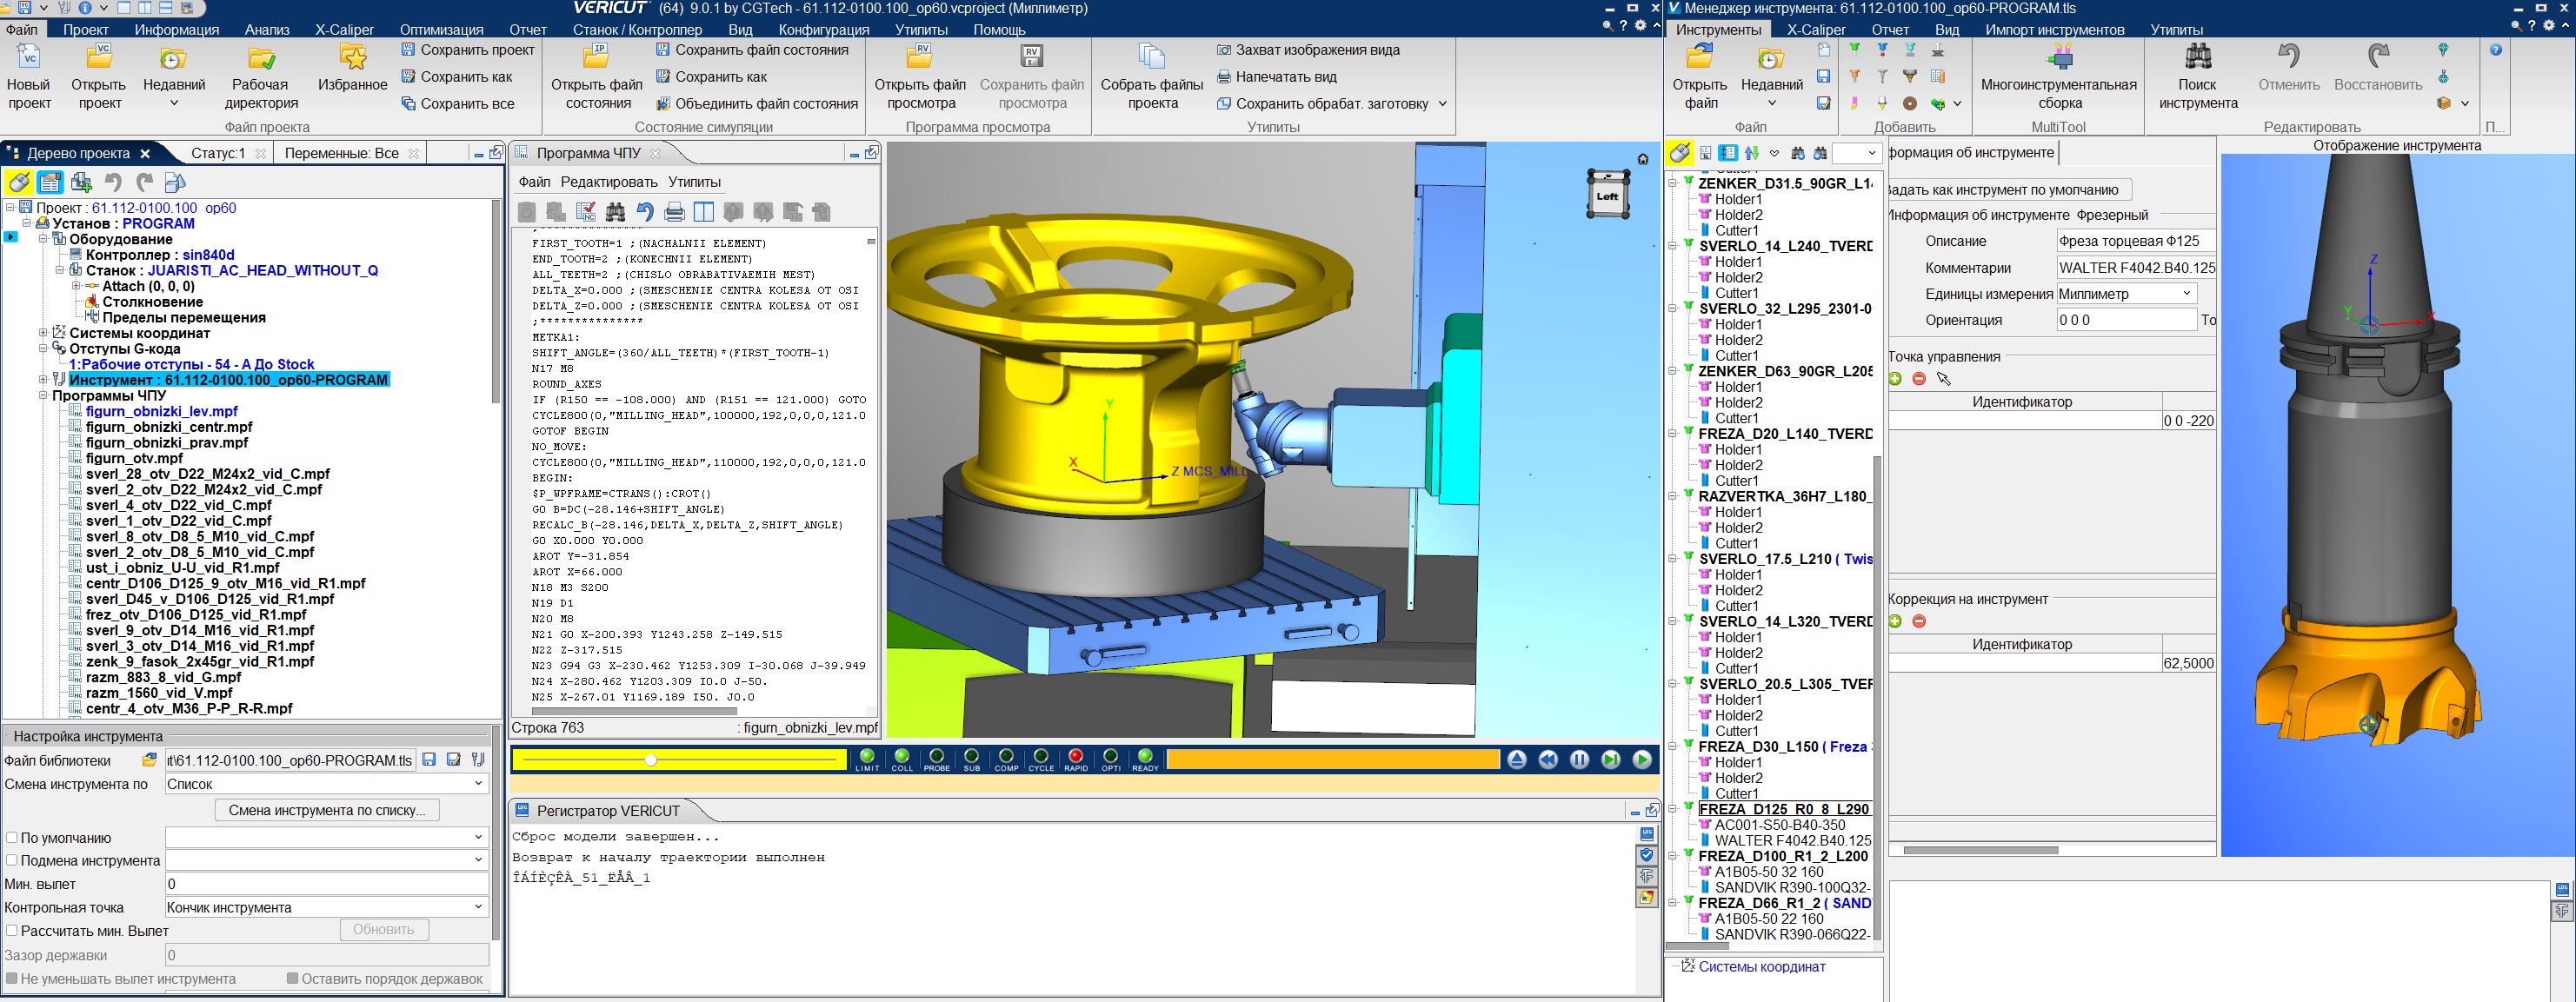 VERICUT (64) 9.0.1 by CGTech - 61.112-0100.100_op60.vcproject (Миллиметр)
Файл Проект Информация Анализ X-Caliper Оптимизация Отчет Станок / Контроллер Вид Конфигурация Утилиты Помощь
Новый проект
Открыть проект
Недавний
Рабочая директория
Избранное
Сохранить проект
Сохранить как
Сохранить все
Файл проекта
Открыть файл состояния
Сохранить файл состояния
Сохранить как
Объединить файл состояния
Состояние симуляции
Открыть файл просмотра
Сохранить файл просмотра
Программа просмотра
Собрать файлы проекта
Захват изображения вида
Напечатать вид
Сохранить обработ. заготовку
Утилиты
Дерево проекта
Статус:1
Переменные: Все
Проект : 61.112-0100.100_op60
Установ : PROGRAM
Оборудование
Контроллер : sin840d
Станок : JUARISTI_AC_HEAD_WITHOUT_Q
Attach (0, 0, 0)
Столкновение
Пределы перемещения
Системы координат
Отступы G-кода
1:Рабочие отступы - 54 - А До Stock
Инструмент : 61.112-0100.100_op60-PROGRAM
Программы ЧПУ
figurn_obnizki_lev.mpf
figurn_obnizki_centr.mpf
figurn_obnizki_prav.mpf
figurn_otv.mpf
sverl_28_otv_D22_M24x2_vid_C.mpf
sverl_2_otv_D22_M24x2_vid_C.mpf
sverl_4_otv_D22_vid_C.mpf
sverl_1_otv_D22_vid_C.mpf
sverl_8_otv_D8_5_M10_vid_C.mpf
sverl_2_otv_D8_5_M10_vid_C.mpf
ust_i_obniz_U-U_vid_R1.mpf
centr_D106_D125_9_otv_M16_vid_R1.mpf
sverl_D45_v_D106_D125_vid_R1.mpf
frez_otv_D106_D125_vid_R1.mpf
sverl_9_otv_D14_M16_vid_R1.mpf
sverl_3_otv_D14_M16_vid_R1.mpf
zenk_9_fasok_2x45gr_vid_R1.mpf
razm_883_8_vid_G.mpf
razm_1560_vid_V.mpf
centr_4_otv_M36_P-P_R-R.mpf
Настройка инструмента
Файл библиотеки it\61.112-0100.100_op60-PROGRAM.tls
Смена инструмента по Список
Смена инструмента по списку...
По умолчанию
Подмена инструмента
Мин. вылет 0
Контрольная точка Кончик инструмента
Рассчитать мин. Вылет Обновить
Зазор державки 0
Не уменьшать вылет инструмента Оставить порядок державок
Программа ЧПУ
Файл Редактировать Утилиты
;***************
FIRST_TOOTH=1 ;(NACHALNII ELEMENT)
END_TOOTH=2 ;(KONECHNII ELEMENT)
ALL_TEETH=2 ;(CHISLO OBRABATIVAEMIH MEST)
DELTA_X=0.000 ;(SMESCHENIE CENTRA KOLESA OT OSI
DELTA_Z=0.000 ;(SMESCHENIE CENTRA KOLESA OT OSI
;***************
METKA1:
SHIFT_ANGLE=(360/ALL_TEETH)*(FIRST_TOOTH-1)
N17 M8
ROUND_AXES
IF (R150 == -108.000) AND (R151 == 121.000) GOTO
CYCLE800(0,"MILLING_HEAD",100000,192,0,0,0,121.0
GOTOF BEGIN
NO_MOVE:
CYCLE800(0,"MILLING_HEAD",110000,192,0,0,0,121.0
BEGIN:
$P_WPFRAME=CTRANS():CROT()
G0 B=DC(-28.146+SHIFT_ANGLE)
RECALC_B(-28.146,DELTA_X,DELTA_Z,SHIFT_ANGLE)
G0 X0.000 Y0.000
AROT Y=-31.854
AROT X=66.000
N18 M3 S200
N19 D1
N20 M8
N21 G0 X-200.393 Y1243.258 Z-149.515
N22 Z-317.515
N23 G94 G3 X-230.462 Y1253.309 I-30.068 J-39.949
N24 X-280.462 Y1203.309 I0.0 J-50.
N25 X-267.01 Y1169.189 I50. J0.0
Строка 763 : figurn_obnizki_lev.mpf
Left
Y
X
Z MCS_MILL
LIMIT COLL PROBE SUB COMP CYCLE RAPID OPTI READY
Регистратор VERICUT
Сброс модели завершен...
Возврат к началу траектории выполнен
ÎÁÍÈÇÊÀ_51_ËÅÂ_1
Менеджер инструмента: 61.112-0100.100_op60-PROGRAM.tls
Инструменты X-Caliper Отчет Вид Импорт инструментов Утилиты
Открыть файл
Недавний
Файл
Добавить
Многоинструментальная сборка
MultiTool
Поиск инструмента
Отменить
Восстановить
Редактировать
П...
ZENKER_D31.5_90GR_L1
Holder1
Holder2
Cutter1
SVERLO_14_L240_TVERD
Holder1
Holder2
Cutter1
SVERLO_32_L295_2301-0
Holder1
Holder2
Cutter1
ZENKER_D63_90GR_L205
Holder1
Holder2
Cutter1
FREZA_D20_L140_TVERD
Holder1
Holder2
Cutter1
RAZVERTKA_36H7_L180_
Holder1
Holder2
Cutter1
SVERLO_17.5_L210 ( Twis
Holder1
Holder2
Cutter1
SVERLO_14_L320_TVERD
Holder1
Holder2
Cutter1
SVERLO_20.5_L305_TVER
Holder1
Holder2
Cutter1
FREZA_D30_L150 ( Freza
Holder1
Holder2
Cutter1
FREZA_D125_R0_8_L290
AC001-S50-B40-350
WALTER F4042.B40.125
FREZA_D100_R1_2_L200
A1B05-50 32 160
SANDVIK R390-100Q32-
FREZA_D66_R1_2 ( SAND
A1B05-50 22 160
SANDVIK R390-066Q22-
Системы координат
формация об инструменте
Задать как инструмент по умолчанию
Информация об инструменте Фрезерный
Описание Фреза торцевая Ф125
Комментарии WALTER F4042.B40.125
Единицы измерения Миллиметр
Ориентация 0 0 0 То
Точка управления
Идентификатор
0 0 -220
Коррекция на инструмент
Идентификатор
62,5000
Отображение инструмента
Z
Y
X